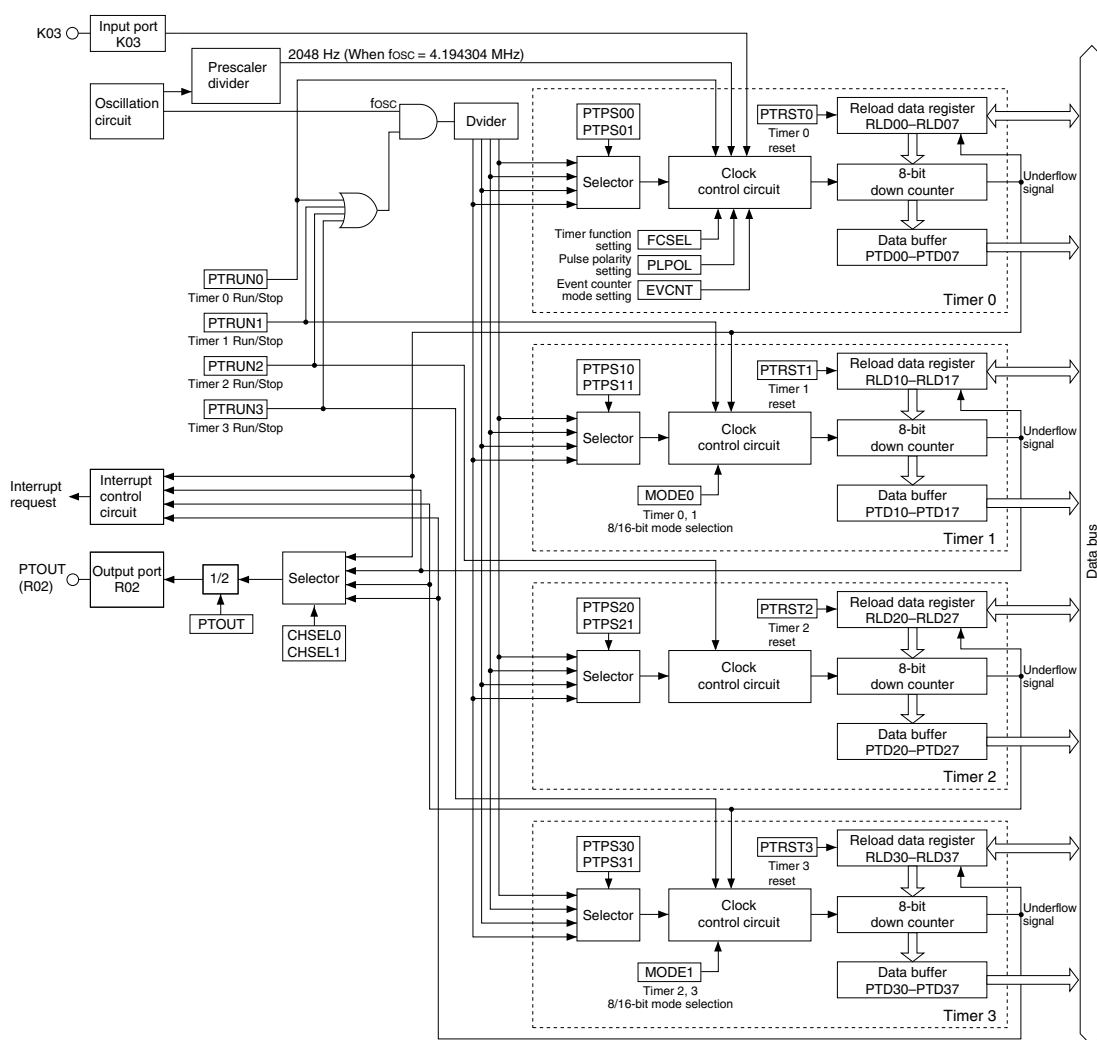 K03
Input port
K03
2048 Hz (When fOSC = 4.194304 MHz)
Prescaler
divider
Oscillation
circuit
fOSC
Dvider
PTRUN0
Timer 0 Run/Stop
PTRUN1
Timer 1 Run/Stop
PTRUN2
Timer 2 Run/Stop
PTRUN3
Timer 3 Run/Stop
Interrupt
request
Interrupt
control
circuit
PTOUT
(R02)
Output port
R02
1/2
PTOUT
Selector
CHSEL0
CHSEL1
PTPS00
PTPS01
Selector
Clock
control circuit
PTRST0
Timer 0
reset
Reload data register
RLD00–RLD07
8-bit
down counter
Data buffer
PTD00–PTD07
Underflow
signal
Timer function
setting
FCSEL
Pulse polarity
setting
PLPOL
Event counter
mode setting
EVCNT
Timer 0
PTPS10
PTPS11
Selector
Clock
control circuit
PTRST1
Timer 1
reset
Reload data register
RLD10–RLD17
8-bit
down counter
Data buffer
PTD10–PTD17
Underflow
signal
MODE0
Timer 0, 1
8/16-bit mode selection
Timer 1
PTPS20
PTPS21
Selector
Clock
control circuit
PTRST2
Timer 2
reset
Reload data register
RLD20–RLD27
8-bit
down counter
Data buffer
PTD20–PTD27
Underflow
signal
Timer 2
PTPS30
PTPS31
Selector
Clock
control circuit
PTRST3
Timer 3
reset
Reload data register
RLD30–RLD37
8-bit
down counter
Data buffer
PTD30–PTD37
Underflow
signal
MODE1
Timer 2, 3
8/16-bit mode selection
Timer 3
Data bus